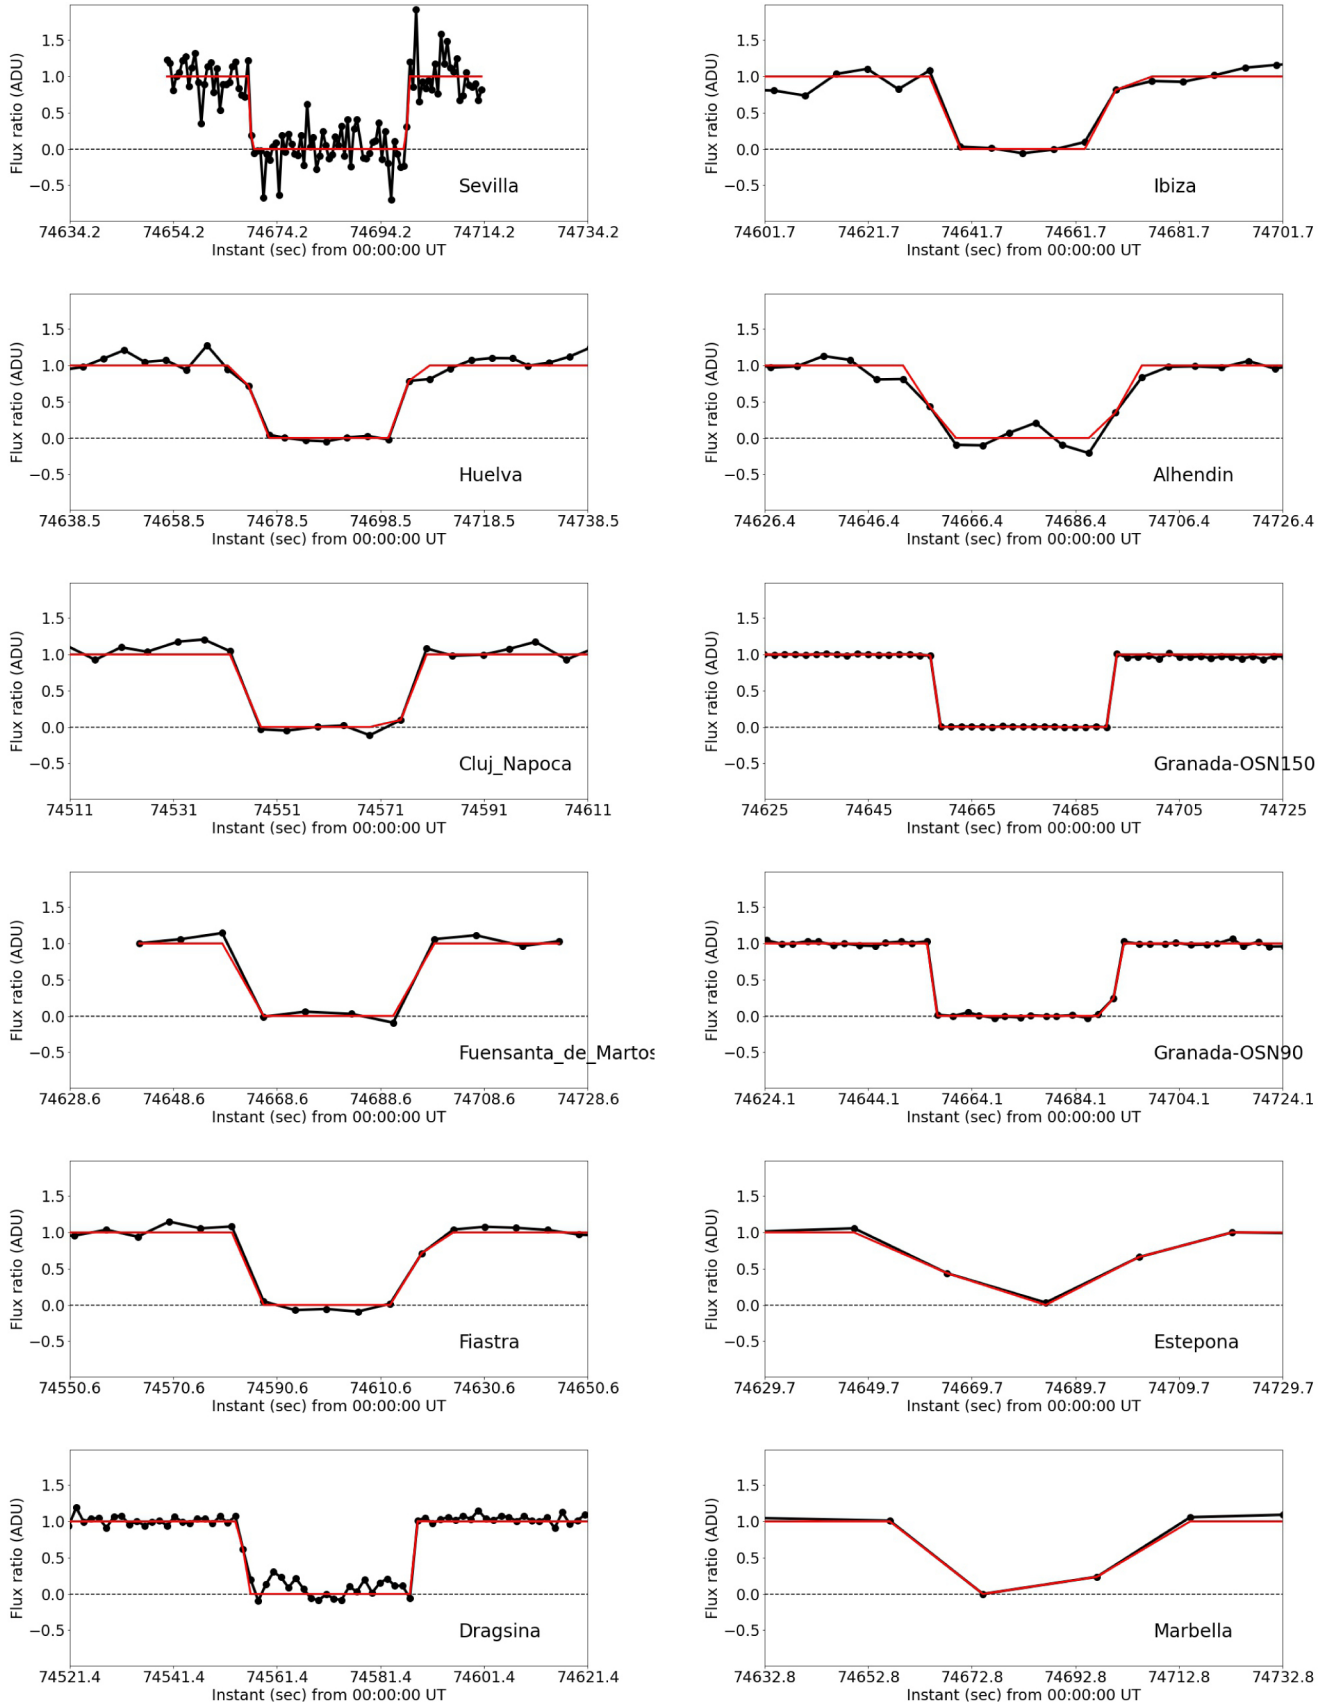 Flux ratio (ADU)
1.5
1.0
0.5
0.0
−0.5
Sevilla
74634.2 74654.2 74674.2 74694.2 74714.2 74734.2
Instant (sec) from 00:00:00 UT
Flux ratio (ADU)
1.5
1.0
0.5
0.0
−0.5
Ibiza
74601.7 74621.7 74641.7 74661.7 74681.7 74701.7
Instant (sec) from 00:00:00 UT
Flux ratio (ADU)
1.5
1.0
0.5
0.0
−0.5
Huelva
74638.5 74658.5 74678.5 74698.5 74718.5 74738.5
Instant (sec) from 00:00:00 UT
Flux ratio (ADU)
1.5
1.0
0.5
0.0
−0.5
Alhendin
74626.4 74646.4 74666.4 74686.4 74706.4 74726.4
Instant (sec) from 00:00:00 UT
Flux ratio (ADU)
1.5
1.0
0.5
0.0
−0.5
Cluj_Napoca
74511 74531 74551 74571 74591 74611
Instant (sec) from 00:00:00 UT
Flux ratio (ADU)
1.5
1.0
0.5
0.0
−0.5
Granada-OSN150
74625 74645 74665 74685 74705 74725
Instant (sec) from 00:00:00 UT
Flux ratio (ADU)
1.5
1.0
0.5
0.0
−0.5
Fuensanta_de_Martos
74628.6 74648.6 74668.6 74688.6 74708.6 74728.6
Instant (sec) from 00:00:00 UT
Flux ratio (ADU)
1.5
1.0
0.5
0.0
−0.5
Granada-OSN90
74624.1 74644.1 74664.1 74684.1 74704.1 74724.1
Instant (sec) from 00:00:00 UT
Flux ratio (ADU)
1.5
1.0
0.5
0.0
−0.5
Fiastra
74550.6 74570.6 74590.6 74610.6 74630.6 74650.6
Instant (sec) from 00:00:00 UT
Flux ratio (ADU)
1.5
1.0
0.5
0.0
−0.5
Estepona
74629.7 74649.7 74669.7 74689.7 74709.7 74729.7
Instant (sec) from 00:00:00 UT
Flux ratio (ADU)
1.5
1.0
0.5
0.0
−0.5
Dragsina
74521.4 74541.4 74561.4 74581.4 74601.4 74621.4
Instant (sec) from 00:00:00 UT
Flux ratio (ADU)
1.5
1.0
0.5
0.0
−0.5
Marbella
74632.8 74652.8 74672.8 74692.8 74712.8 74732.8
Instant (sec) from 00:00:00 UT